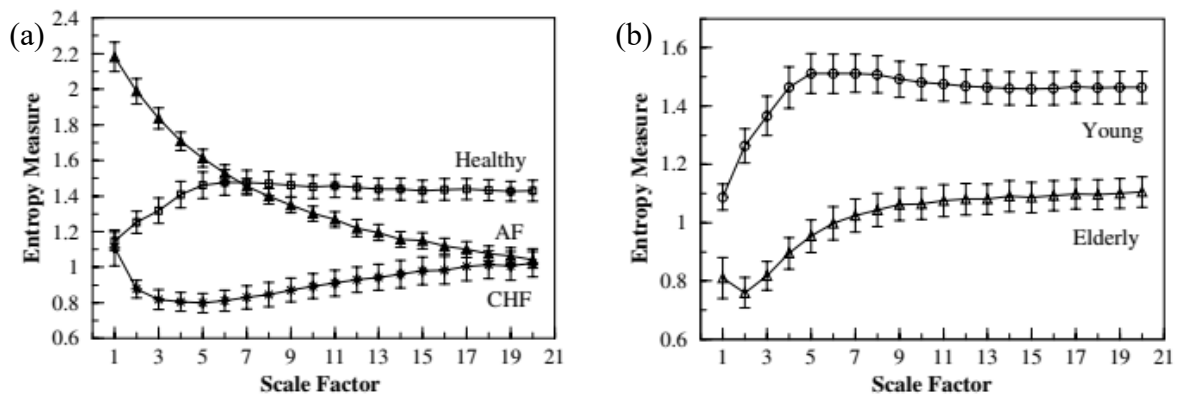 (a)
Entropy Measure
2.4
2.2
2
1.8
1.6
1.4
1.2
1
0.8
0.6
Healthy
AF
CHF
1 3 5 7 9 11 13 15 17 19 21
Scale Factor
(b)
Entropy Measure
1.6
1.4
1.2
1
0.8
0.6
Young
Elderly
1 3 5 7 9 11 13 15 17 19 21
Scale Factor